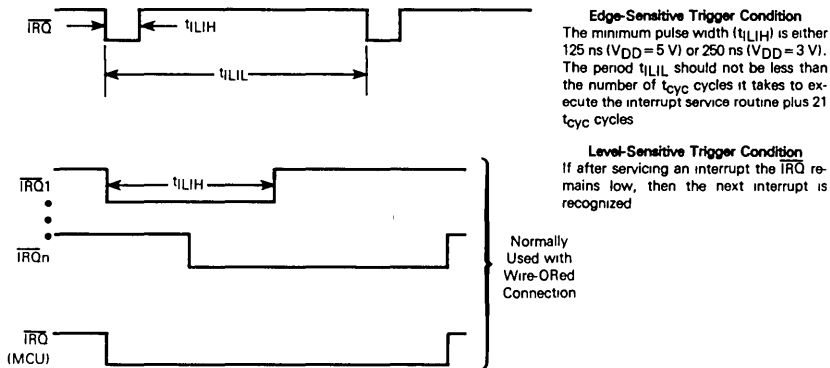 IRQ
tILIH
tILIL
Edge-Sensitive Trigger Condition
The minimum pulse width (tILIH) is either
125 ns (VDD = 5 V) or 250 ns (VDD = 3 V).
The period tILIL should not be less than
the number of tcyc cycles it takes to ex-
ecute the interrupt service routine plus 21
tcyc cycles
Level-Sensitive Trigger Condition
If after servicing an interrupt the IRQ re-
mains low, then the next interrupt is
recognized
IRQ1
tILIH
IRQn
Normally
Used with
Wire-ORed
Connection
IRQ
(MCU)